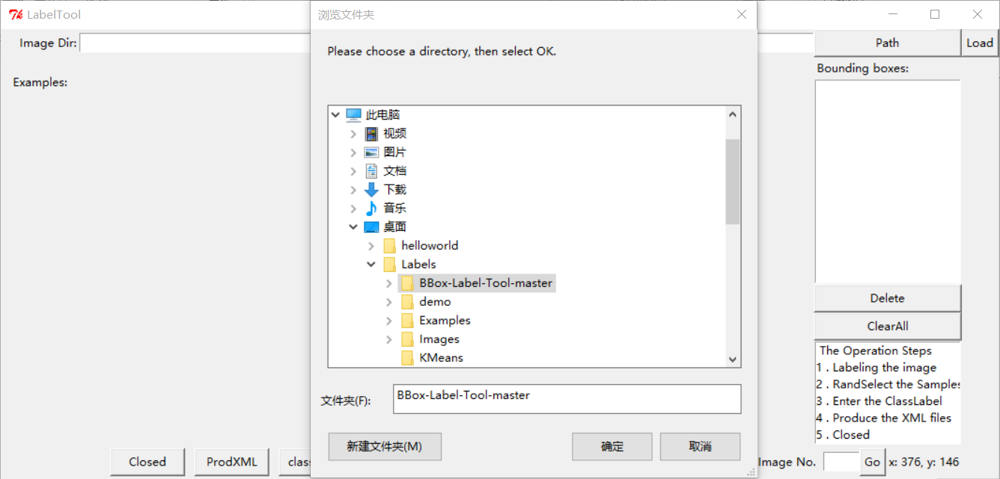 LabelTool
浏览文件夹
Image Dir:
Path
Load
Please choose a directory, then select OK.
Bounding boxes:
Examples:
此电脑
视频
图片
文档
下载
音乐
桌面
helloworld
Labels
BBox-Label-Tool-master
demo
Examples
Images
KMeans
文件夹(F):
BBox-Label-Tool-master
新建文件夹(M)
确定
取消
Delete
ClearAll
The Operation Steps
1 . Labeling the image
2 . RandSelect the Samples
3 . Enter the ClassLabel
4 . Produce the XML files
5 . Closed
Closed
ProdXML
clas
Image No.
Go
x: 376, y: 146